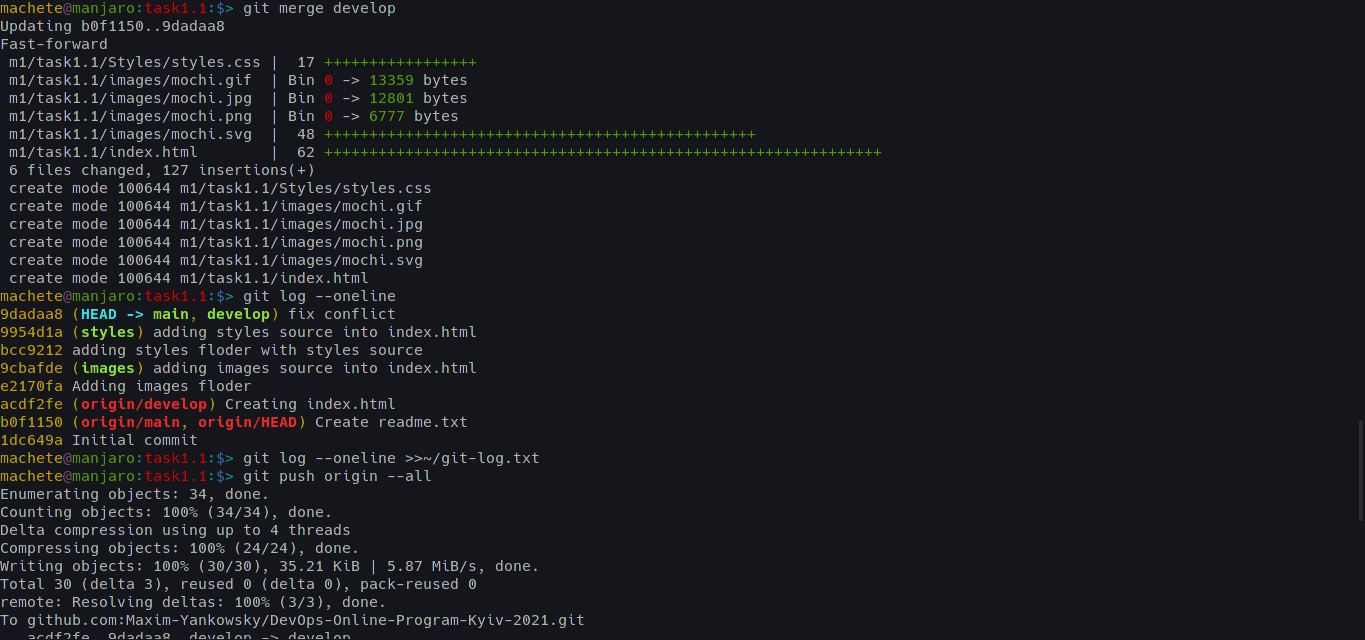 machete@manjaro:task1.1:$> git merge develop
Updating b0f1150..9dadaa8
Fast-forward
 m1/task1.1/Styles/styles.css |  17 +++++++++++++++++
 m1/task1.1/images/mochi.gif  | Bin 0 -> 13359 bytes
 m1/task1.1/images/mochi.jpg  | Bin 0 -> 12801 bytes
 m1/task1.1/images/mochi.png  | Bin 0 -> 6777 bytes
 m1/task1.1/images/mochi.svg  |  48 ++++++++++++++++++++++++++++++++++++++++++++++++
 m1/task1.1/index.html        |  62 ++++++++++++++++++++++++++++++++++++++++++++++++++++++++++++++
 6 files changed, 127 insertions(+)
 create mode 100644 m1/task1.1/Styles/styles.css
 create mode 100644 m1/task1.1/images/mochi.gif
 create mode 100644 m1/task1.1/images/mochi.jpg
 create mode 100644 m1/task1.1/images/mochi.png
 create mode 100644 m1/task1.1/images/mochi.svg
 create mode 100644 m1/task1.1/index.html
machete@manjaro:task1.1:$> git log --oneline
9dadaa8 (HEAD -> main, develop) fix conflict
9954d1a (styles) adding styles source into index.html
bcc9212 adding styles floder with styles source
9cbafde (images) adding images source into index.html
e2170fa Adding images floder
acdf2fe (origin/develop) Creating index.html
b0f1150 (origin/main, origin/HEAD) Create readme.txt
1dc649a Initial commit
machete@manjaro:task1.1:$> git log --oneline >>~/git-log.txt
machete@manjaro:task1.1:$> git push origin --all
Enumerating objects: 34, done.
Counting objects: 100% (34/34), done.
Delta compression using up to 4 threads
Compressing objects: 100% (24/24), done.
Writing objects: 100% (30/30), 35.21 KiB | 5.87 MiB/s, done.
Total 30 (delta 3), reused 0 (delta 0), pack-reused 0
remote: Resolving deltas: 100% (3/3), done.
To github.com:Maxim-Yankowsky/DevOps-Online-Program-Kyiv-2021.git
   acdf2fe..9dadaa8  develop -> develop